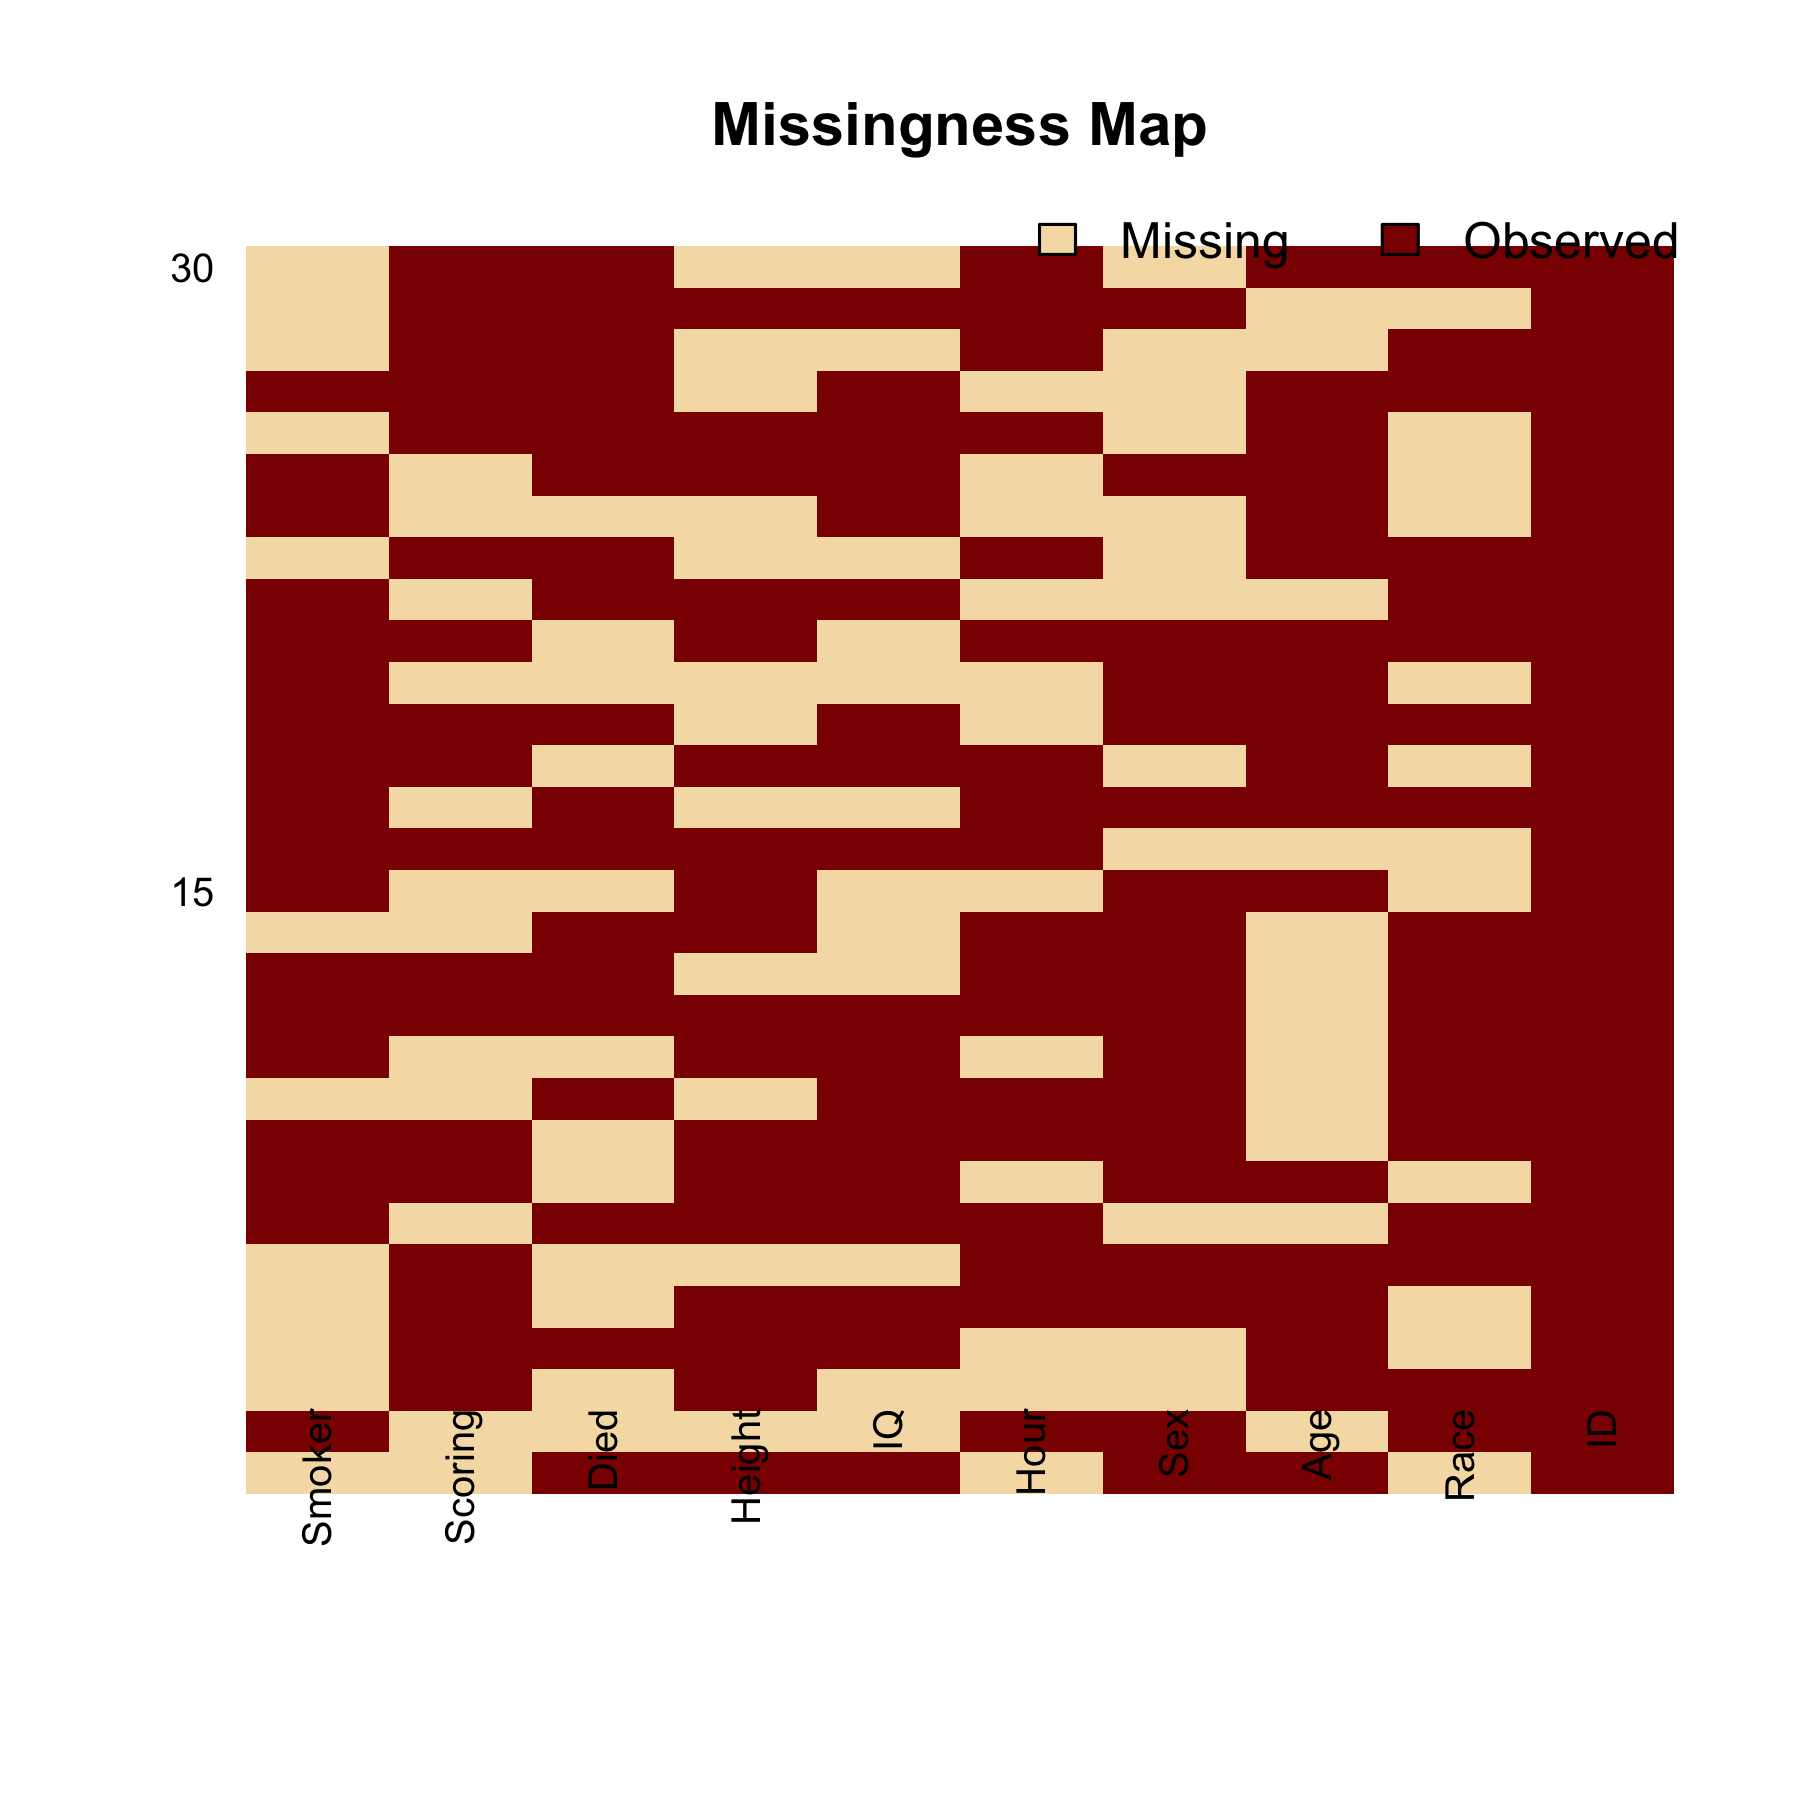 Missingness Map
Missing Observed
30
15
Smoker Scoring Died Height IQ Hour Sex Age Race ID